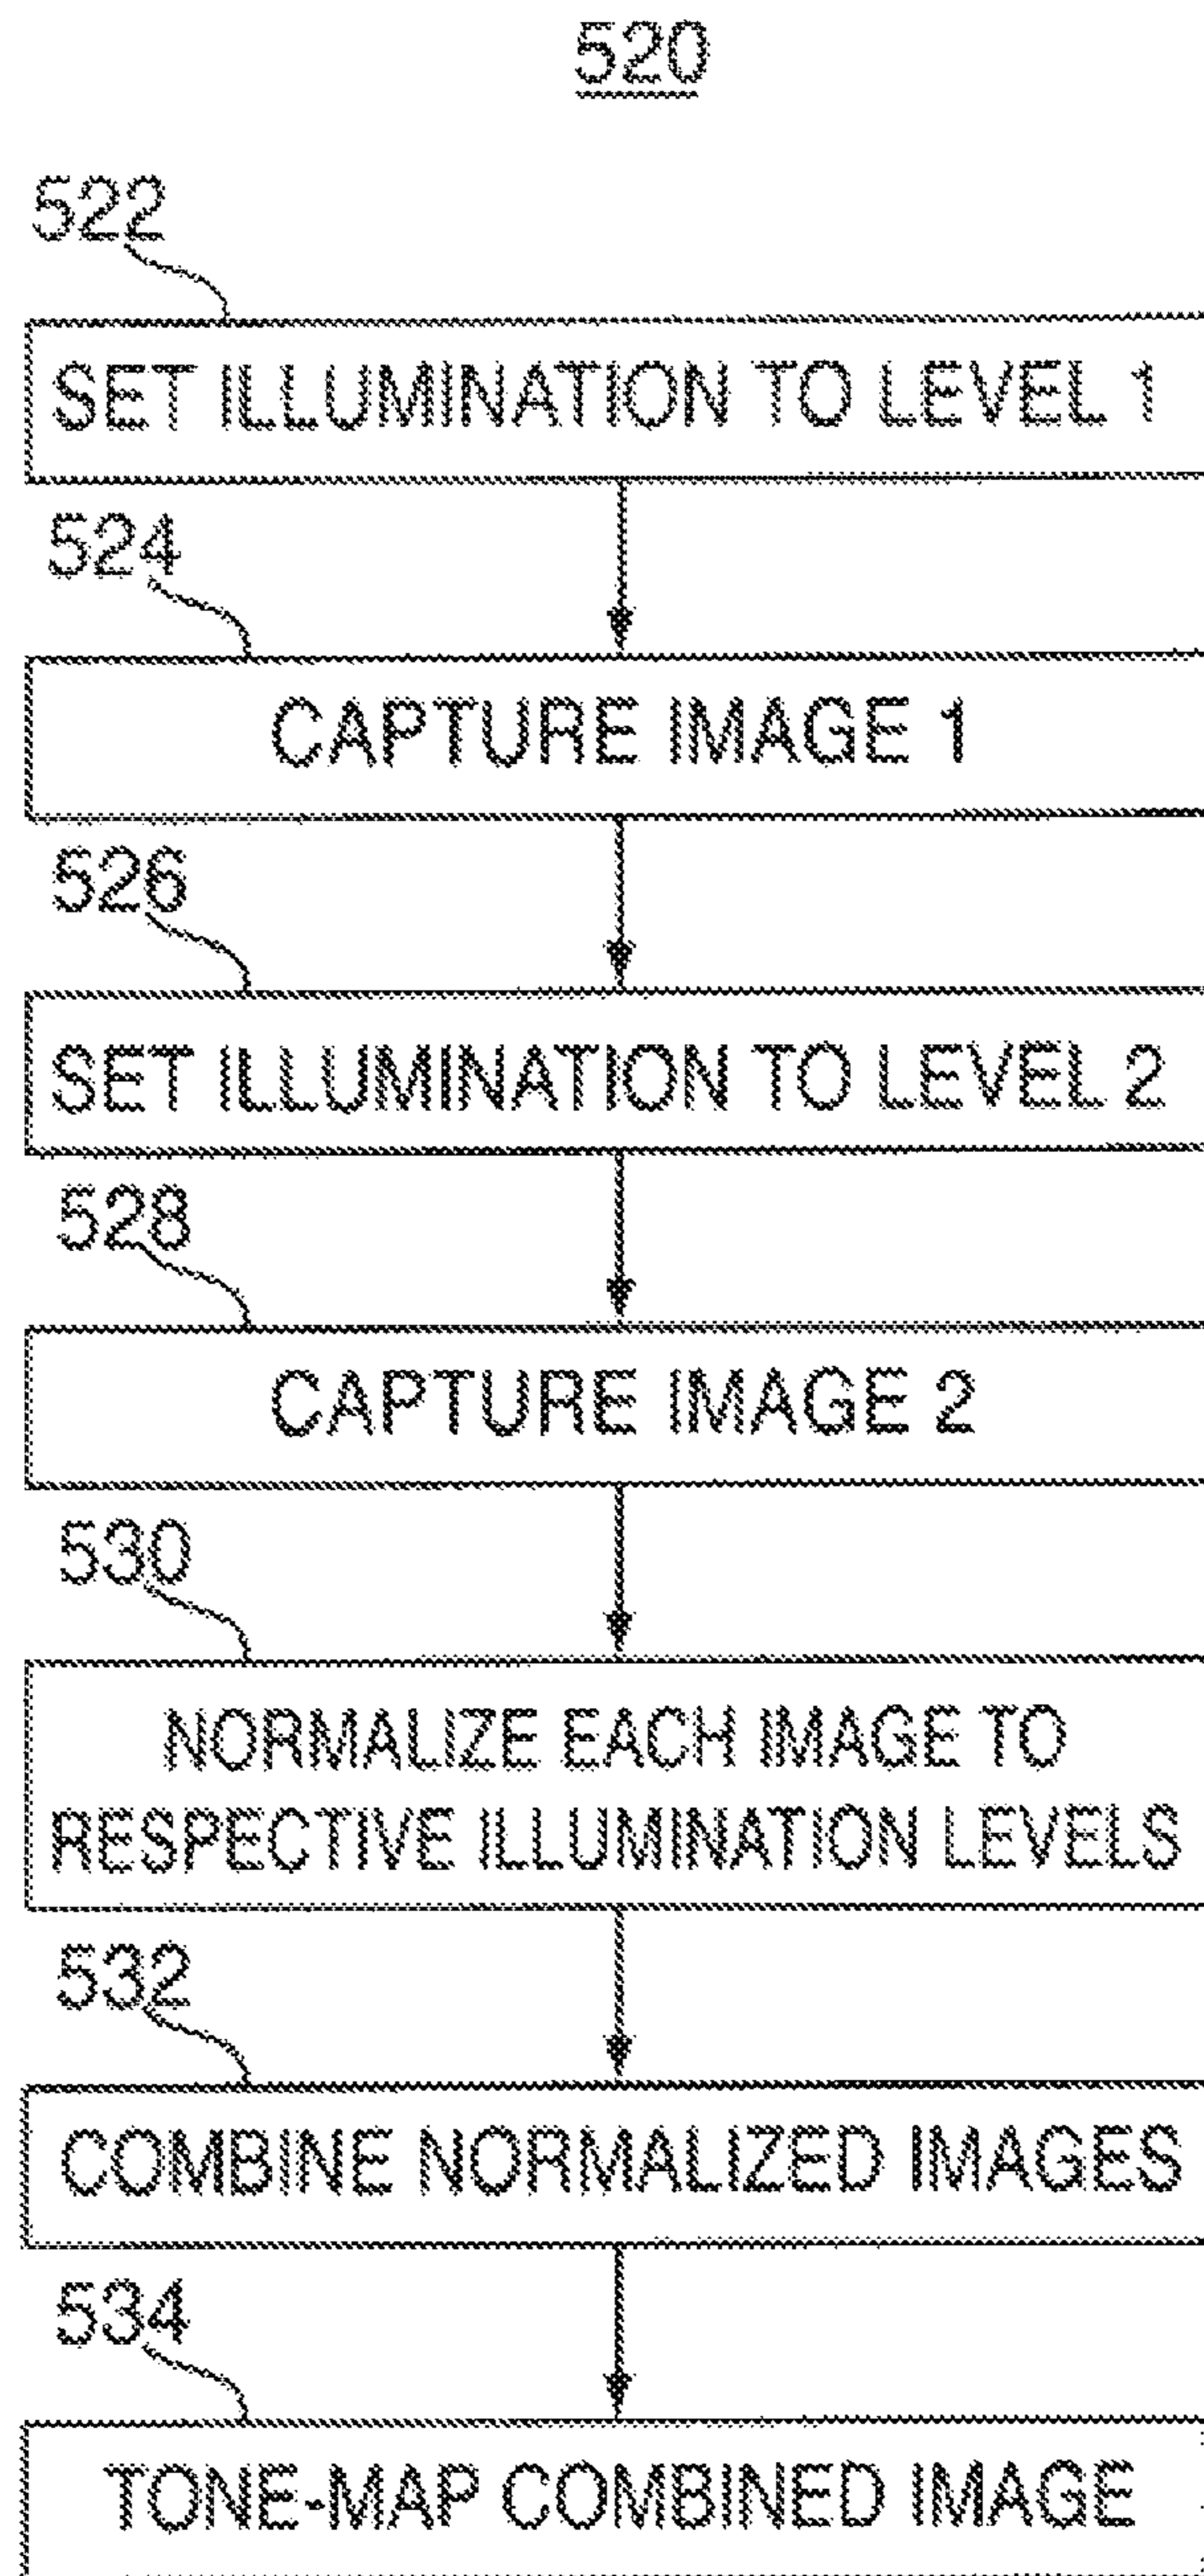 520
522
SET ILLUMINATION TO LEVEL 1
524
CAPTURE IMAGE 1
526
SET ILLUMINATION TO LEVEL 2
528
CAPTURE IMAGE 2
530
NORMALIZE EACH IMAGE TO
RESPECTIVE ILLUMINATION LEVELS
532
COMBINE NORMALIZED IMAGES
534
TONE-MAP COMBINED IMAGE